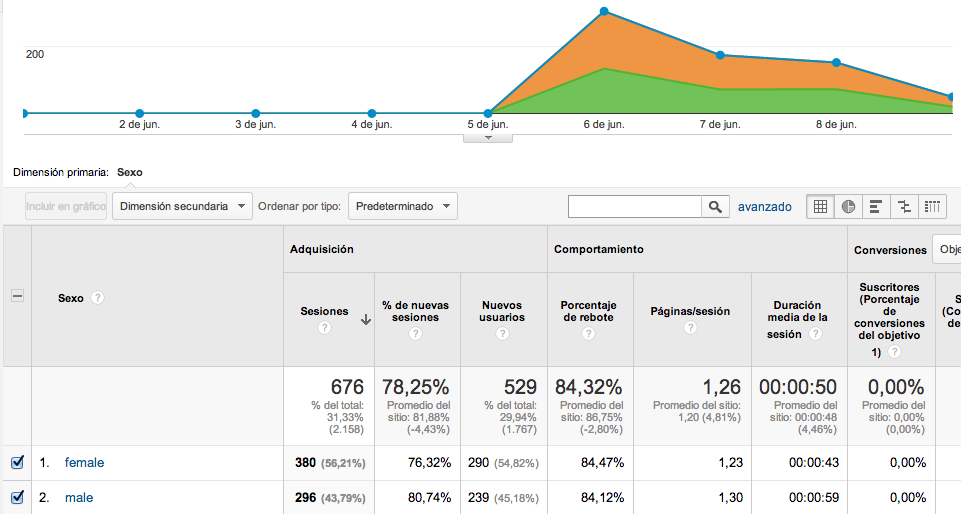 200
2 de jun.
3 de jun.
4 de jun.
5 de jun.
6 de jun.
7 de jun.
8 de jun.
Dimensión primaria: Sexo
Incluir en gráfico
Dimensión secundaria
Ordenar por tipo:
Predeterminado
avanzado
Adquisición
Comportamiento
Conversiones
Obje
Sexo ?
Sesiones
?
% de nuevas
sesiones
?
Nuevos
usuarios
?
Porcentaje
de rebote
?
Páginas/sesión
?
Duración
media de la
sesión ?
Suscritores
(Porcentaje
de
conversiones
del objetivo
1) ?
S
(Co
de
676
% del total:
31,33%
(2.158)
78,25%
Promedio del
sitio: 81,88%
(-4,43%)
529
% del total:
29,94%
(1.767)
84,32%
Promedio del
sitio: 86,75%
(-2,80%)
1,26
Promedio del sitio:
1,20 (4,81%)
00:00:50
Promedio del
sitio: 00:00:48
(4,46%)
0,00%
Promedio del
sitio: 0,00%
(0,00%)
1. female 380 (56,21%) 76,32% 290 (54,82%) 84,47% 1,23 00:00:43 0,00%
2. male 296 (43,79%) 80,74% 239 (45,18%) 84,12% 1,30 00:00:59 0,00%